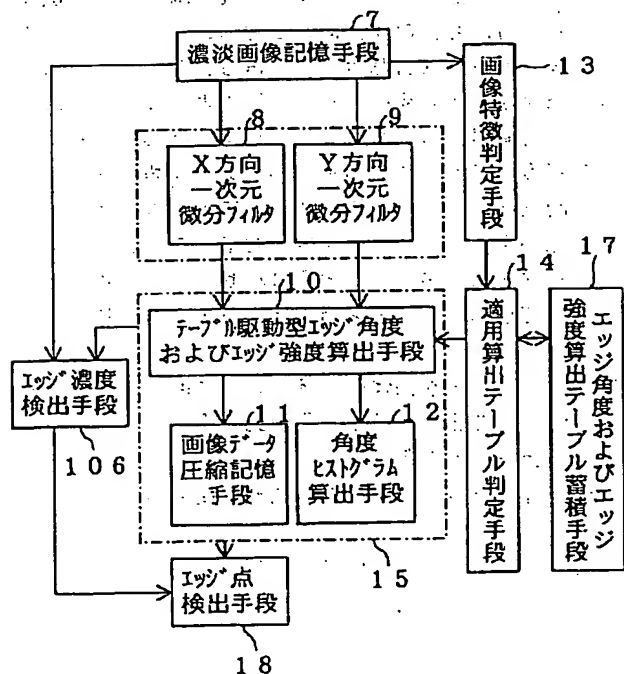 7
濃淡画像記憶手段
13
画像特徴判定手段
8
X方向
一次元
微分フィルタ
9
Y方向
一次元
微分フィルタ
10
テーブル駆動型エッジ角度
およびエッジ強度算出手段
14
適用算出テーブル判定手段
17
エッジ角度およびエッジ
強度算出テーブル蓄積手段
エッジ濃度
検出手段
106
11
画像データ
圧縮記憶
手段
12
角度
ヒストグラム
算出手段
15
エッジ点
検出手段
18